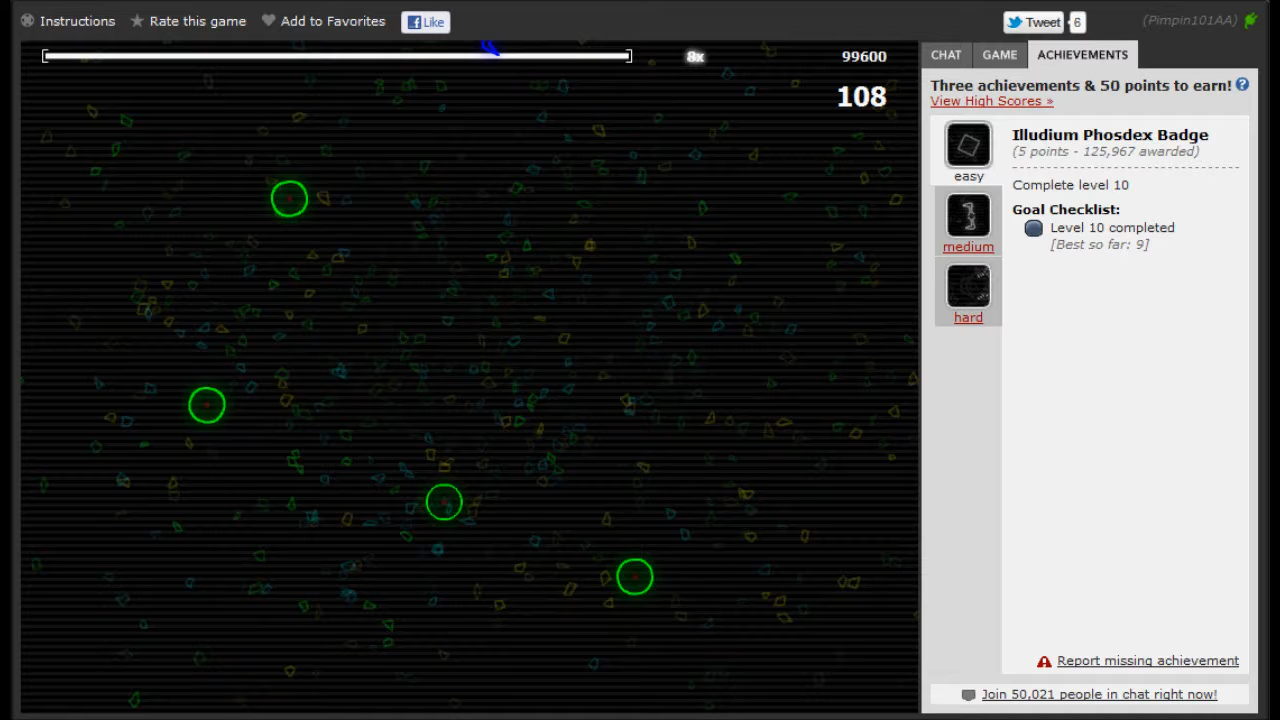 Instructions Rate this game Add to Favorites Like Tweet 6 (Pimpin101AA)
8x 99600
108
CHAT GAME ACHIEVEMENTS
Three achievements & 50 points to earn! ?
View High Scores »
Illudium Phosdex Badge
(5 points - 125,967 awarded)
easy
Complete level 10
Goal Checklist:
Level 10 completed
[Best so far: 9]
medium
hard
Report missing achievement
Join 50,021 people in chat right now!